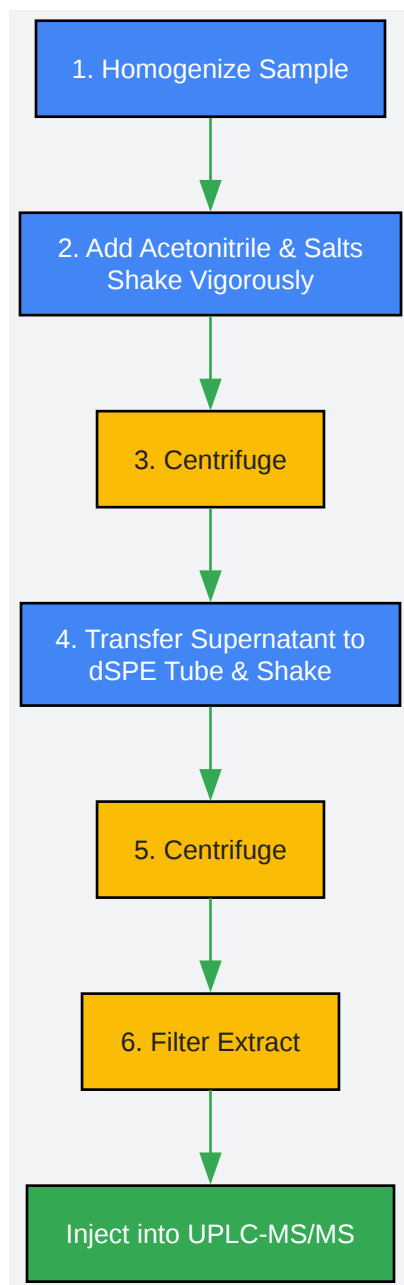 1. Homogenize Sample
2. Add Acetonitrile & Salts
Shake Vigorously
3. Centrifuge
4. Transfer Supernatant to
dSPE Tube & Shake
5. Centrifuge
6. Filter Extract
Inject into UPLC-MS/MS